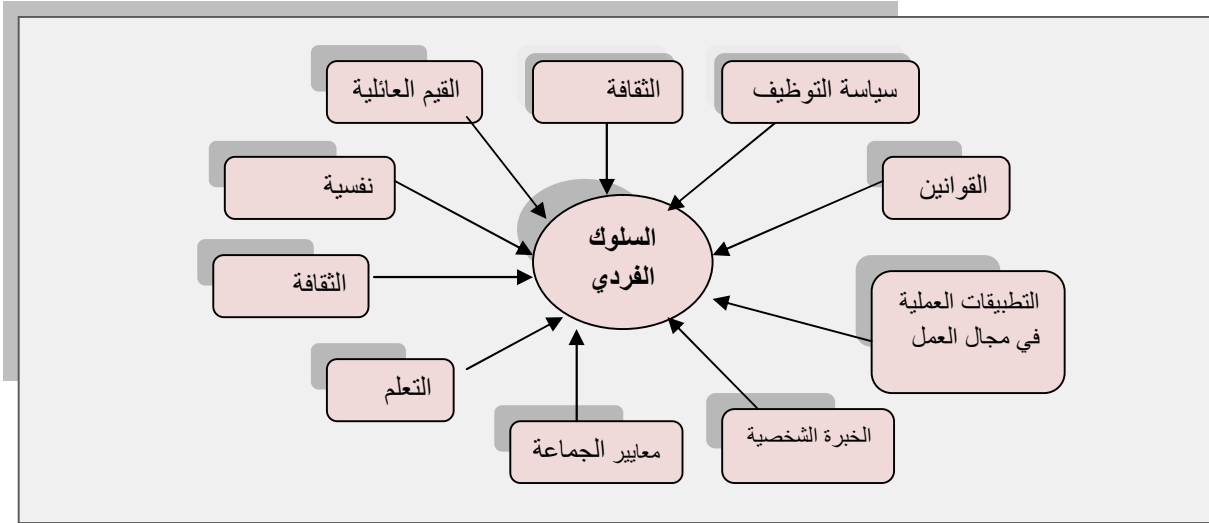 سياسة التوظيف
الثقافة
القيم العائلية
القوانين
نفسية
السلوك
الفردي
الثقافة
التطبيقات العملية
في مجال العمل
التعلم
الخبرة الشخصية
معايير الجماعة